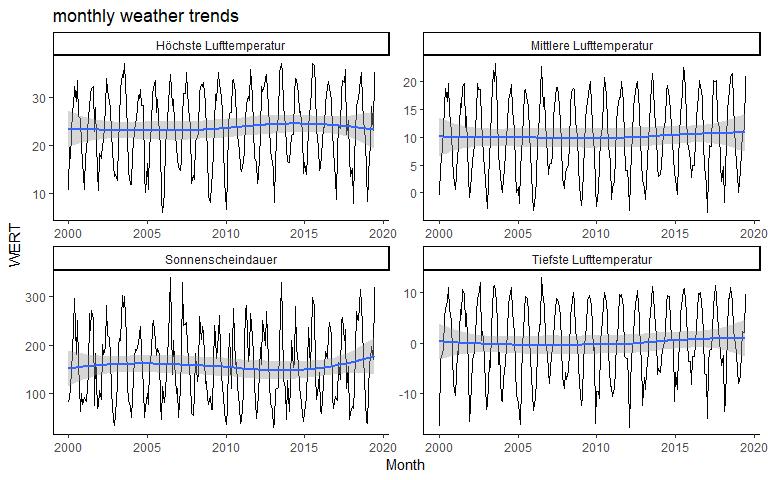 monthly weather trends
Höchste Lufttemperatur
Mittlere Lufttemperatur
30
20
10
20
15
10
5
0
2000 2005 2010 2015 2020
2000 2005 2010 2015 2020
WERT
Sonnenscheindauer
Tiefste Lufttemperatur
300
200
100
10
0
-10
2000 2005 2010 2015 2020
2000 2005 2010 2015 2020
Month